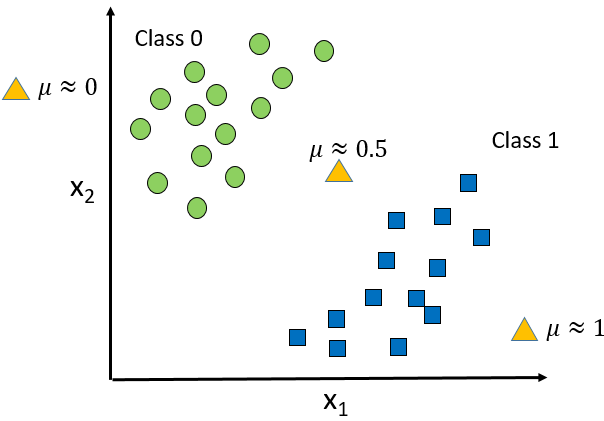 Class 0
μ ≈ 0
μ ≈ 0.5
Class 1
x₂
μ ≈ 1
x₁